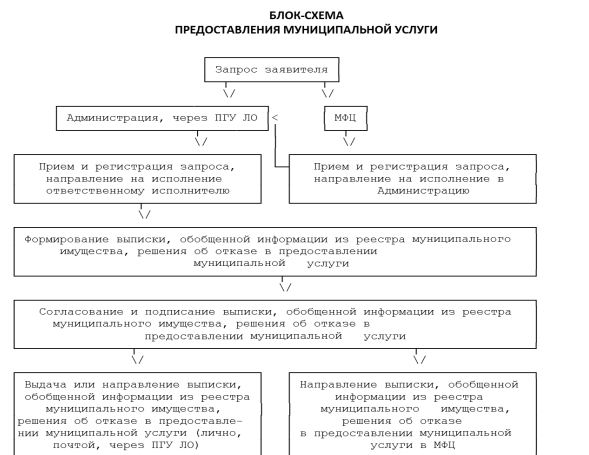 БЛОК-СХЕМА
ПРЕДОСТАВЛЕНИЯ МУНИЦИПАЛЬНОЙ УСЛУГИ
Запрос заявителя
\/ \/
Администрация, через ПГУ ЛО <
МФЦ
\/ \/
Прием и регистрация запроса,
направление на исполнение
ответственному исполнителю
Прием и регистрация запроса,
направление на исполнение в
Администрацию
\/
Формирование выписки, обобщенной информации из реестра муниципального
имущества, решения об отказе в предоставлении
муниципальной услуги
\/
Согласование и подписание выписки, обобщенной информации из реестра
муниципального имущества, решения об отказе в
предоставлении муниципальной услуги
\/ \/
Выдача или направление выписки,
обобщенной информации из реестра
муниципального имущества,
решения об отказе в предоставле-
нии муниципальной услуги (лично,
почтой, через ПГУ ЛО)
Направление выписки, обобщенной
информации из реестра
муниципального имущества,
решения об отказе
в предоставлении муниципальной
услуги в МФЦ